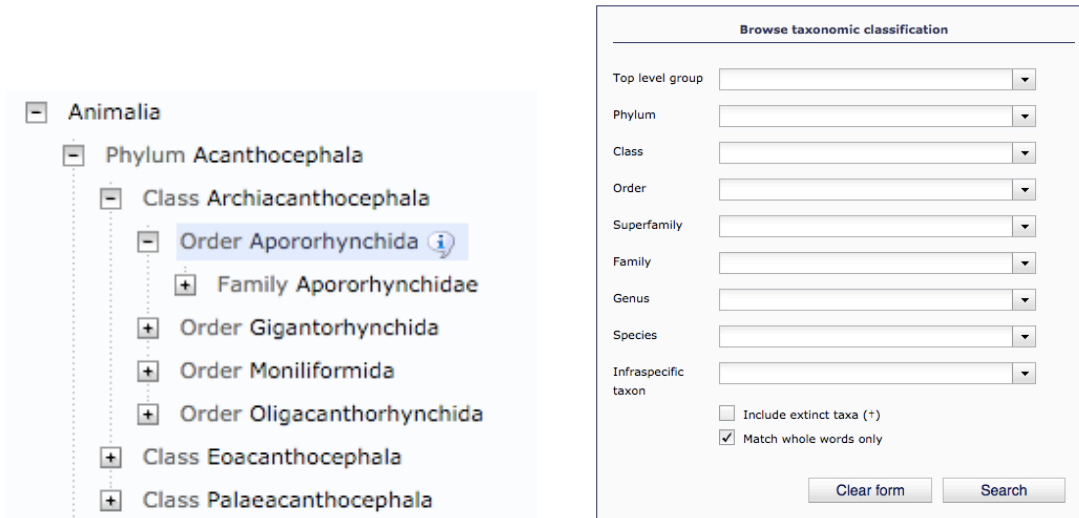 Animalia
Phylum Acanthocephala
Class Archiacanthocephala
Order Apororhynchida
Family Apororhynchidae
Order Gigantorhynchida
Order Moniliformida
Order Oligacanthorhynchida
Class Eoacanthocephala
Class Palaeacanthocephala
Browse taxonomic classification
Top level group
Phylum
Class
Order
Superfamily
Family
Genus
Species
Infraspecific
taxon
Include extinct taxa (†)
Match whole words only
Clear form Search